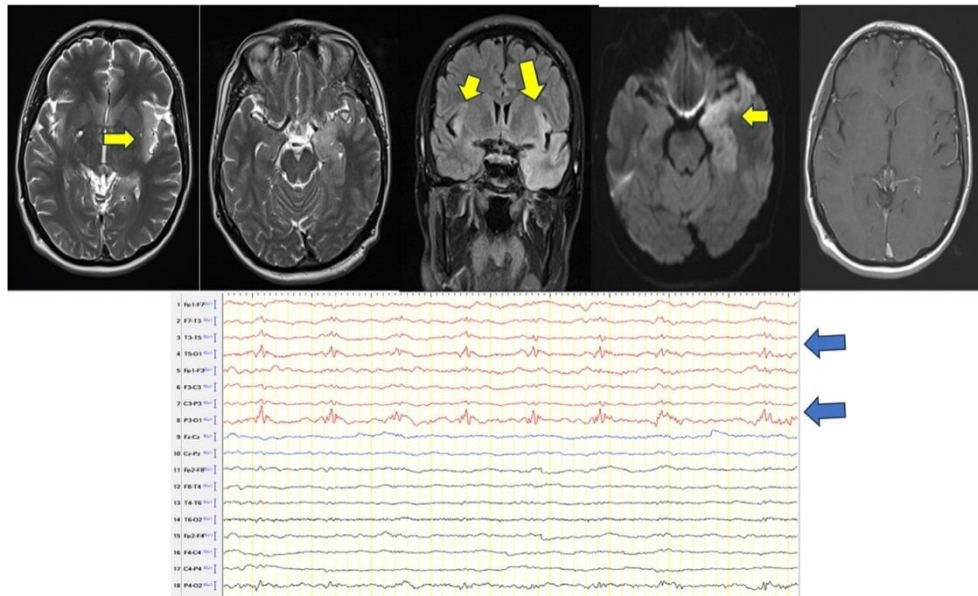 1 Fp1-F7
2 F7-T3
3 T3-T5
4 T5-O1
5 Fp1-F3
6 F3-C3
7 C3-P3
8 P3-O1
9 Fz-Cz
10 Cz-Pz
11 Fp2-F8
12 F8-T4
13 T4-T6
14 T6-O2
15 Fp2-F4
16 F4-C4
17 C4-P4
18 P4-O2